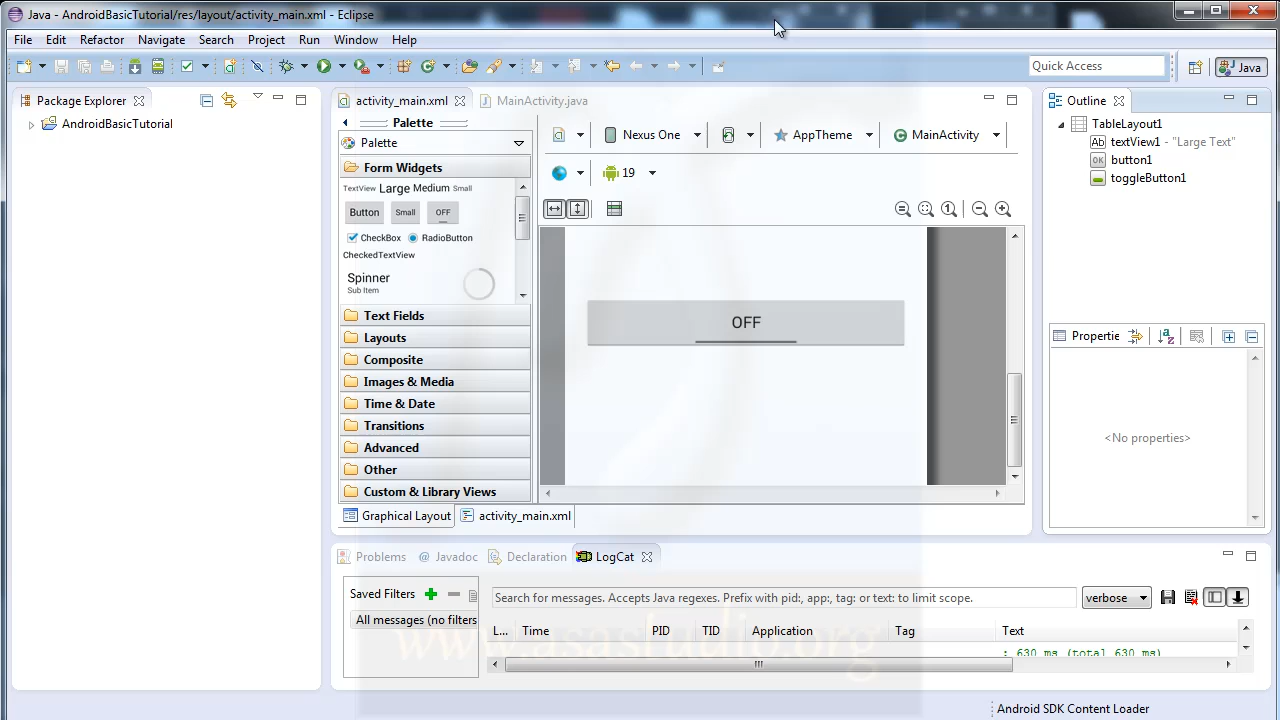 Java - AndroidBasicTutorial/res/layout/activity_main.xml - Eclipse
File Edit Refactor Navigate Search Project Run Window Help
Quick Access
Java
Package Explorer
AndroidBasicTutorial
activity_main.xml
MainActivity.java
Palette
Palette
Form Widgets
TextView Large Medium Small
Button Small OFF
CheckBox RadioButton
CheckedTextView
Spinner
Sub Item
Text Fields
Layouts
Composite
Images & Media
Time & Date
Transitions
Advanced
Other
Custom & Library Views
Nexus One
AppTheme
MainActivity
19
OFF
Graphical Layout
activity_main.xml
Outline
TableLayout1
Ab textView1 - "Large Text"
OK button1
toggleButton1
Propertie
<No properties>
Problems @ Javadoc Declaration LogCat
Saved Filters
All messages (no filters
Search for messages. Accepts Java regexes. Prefix with pid:, app:, tag: or text: to limit scope.
verbose
L... Time PID TID Application Tag Text
: 630 ms (total 630 ms)
www.asastudio.org
Android SDK Content Loader